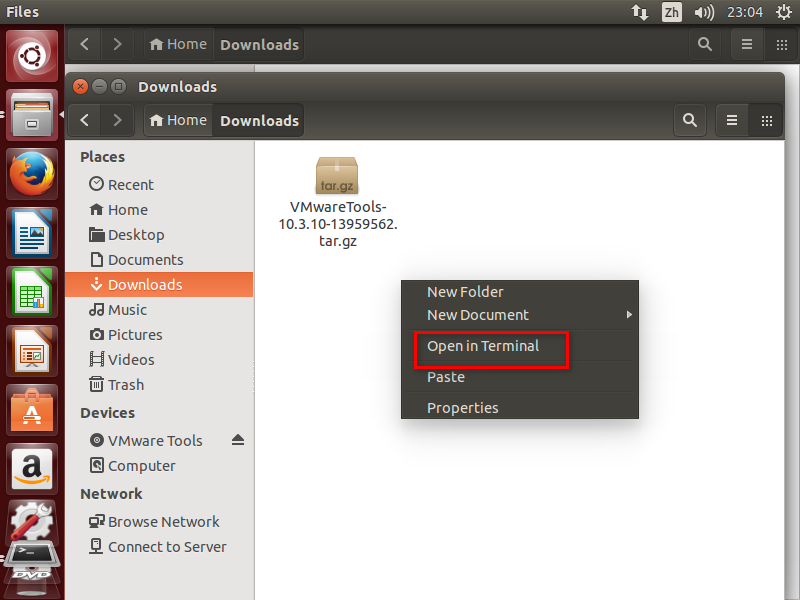 Files
Zh
23:04
Home
Downloads
Downloads
Home
Downloads
Places
Recent
Home
Desktop
Documents
Downloads
Music
Pictures
Videos
Trash
Devices
VMware Tools
Computer
Network
Browse Network
Connect to Server
tar.gz
VMwareTools-
10.3.10-13959562.
tar.gz
New Folder
New Document
Open in Terminal
Paste
Properties
A
a
>_
DVD